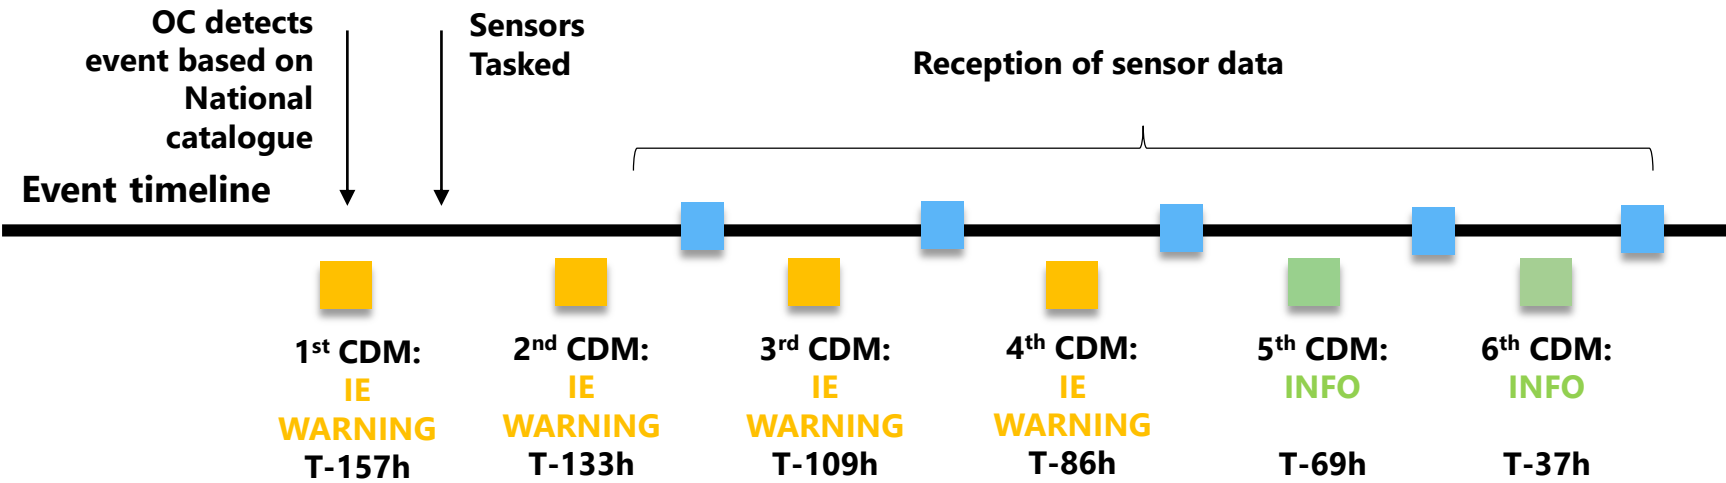 OC detects
event based on
National
catalogue
Sensors
Tasked
Reception of sensor data
Event timeline
1st CDM:
IE
WARNING
T-157h
2nd CDM:
IE
WARNING
T-133h
3rd CDM:
IE
WARNING
T-109h
4th CDM:
IE
WARNING
T-86h
5th CDM:
INFO
T-69h
6th CDM:
INFO
T-37h